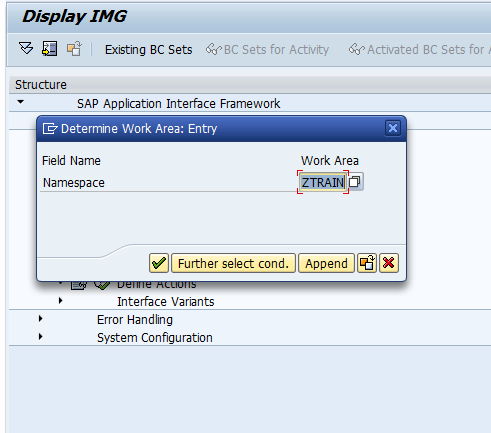 Display IMG
Existing BC Sets BC Sets for Activity Activated BC Sets for
Structure
SAP Application Interface Framework
Determine Work Area: Entry
Field Name Work Area
Namespace ZTRAIN
Further select cond. Append
Define Actions
Interface Variants
Error Handling
System Configuration